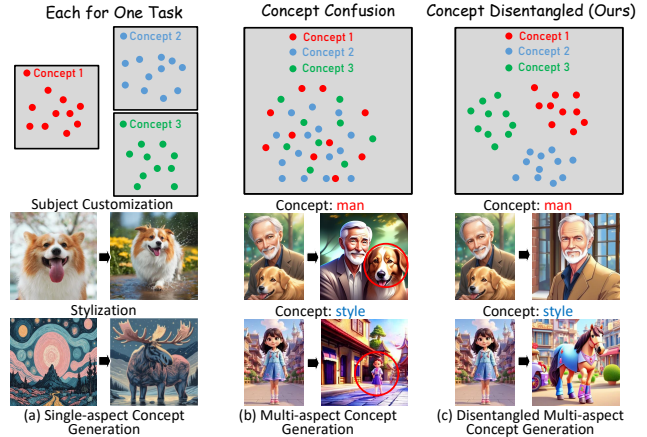 Each for One Task
Concept 1
Concept 2
Concept 3
Subject Customization
Stylization
(a) Single-aspect Concept
Generation
Concept Confusion
Concept 1
Concept 2
Concept 3
Concept: man
Concept: style
(b) Multi-aspect Concept
Generation
Concept Disentangled (Ours)
Concept 1
Concept 2
Concept 3
Concept: man
Concept: style
(c) Disentangled Multi-aspect
Concept Generation